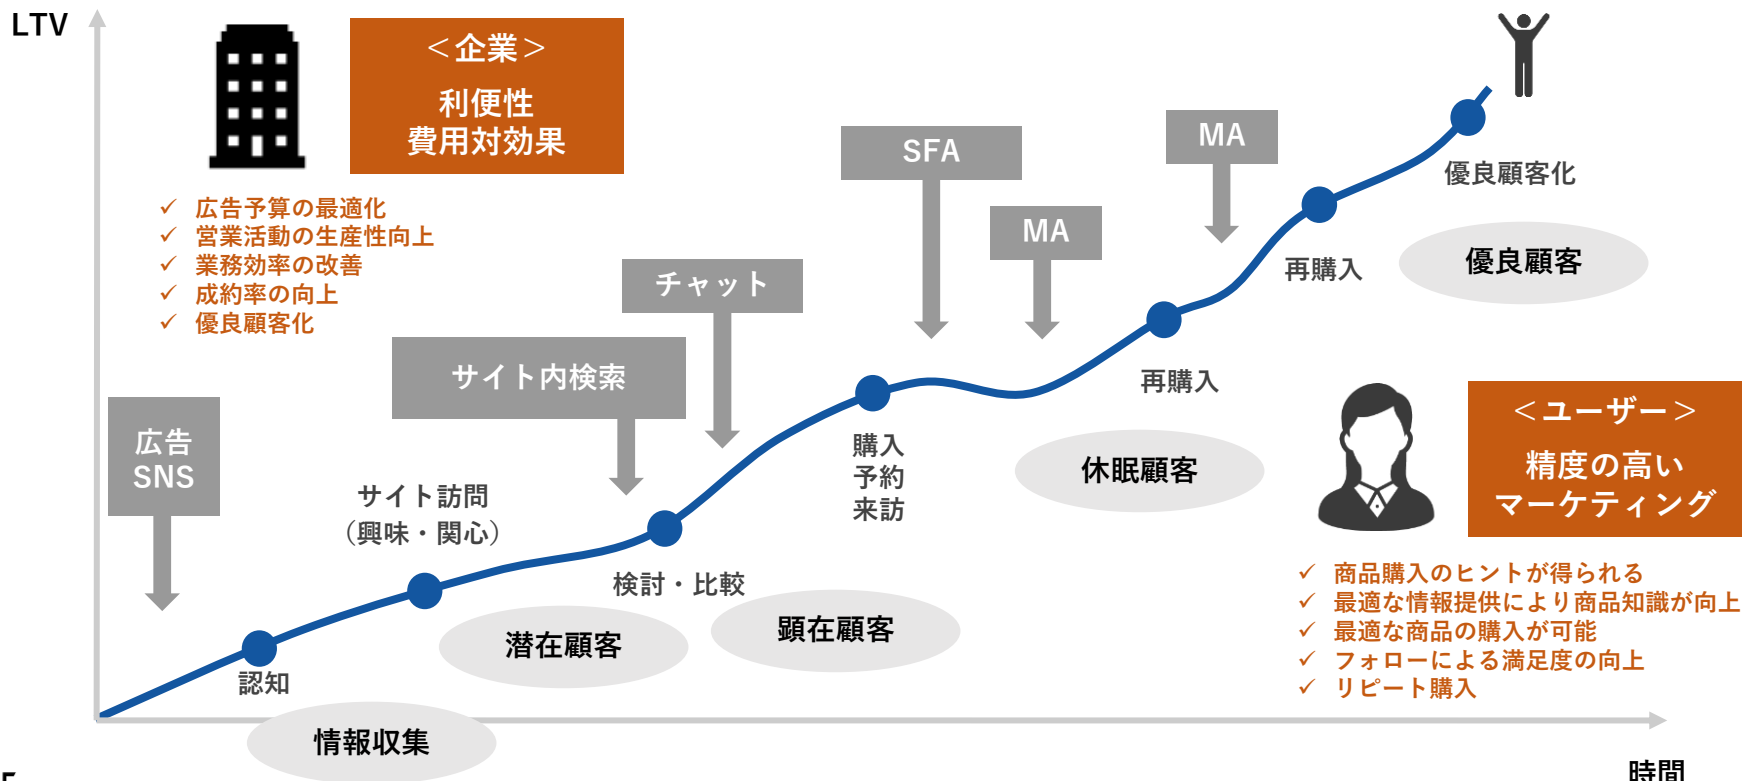 LTV
＜企業＞
利便性
費用対効果
✓ 広告予算の最適化
✓ 営業活動の生産性向上
✓ 業務効率の改善
✓ 成約率の向上
✓ 優良顧客化
広告
SNS
サイト内検索
チャット
SFA
MA
MA
認知
サイト訪問
（興味・関心）
検討・比較
購入
予約
来訪
再購入
再購入
優良顧客化
情報収集
潜在顧客
顕在顧客
休眠顧客
優良顧客
＜ユーザー＞
精度の高い
マーケティング
✓ 商品購入のヒントが得られる
✓ 最適な情報提供により商品知識が向上
✓ 最適な商品の購入が可能
✓ フォローによる満足度の向上
✓ リピート購入
時間